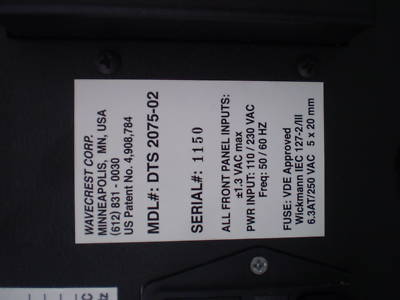 WAVECREST CORP.
MINNEAPOLIS, MN, USA
(612) 831 - 0030
US Patent No. 4,908,784
MDL#: DTS 2075-02
SERIAL#: 1150
ALL FRONT PANEL INPUTS:
±1.3 VAC max
PWR INPUT: 110 / 230 VAC
Freq: 50 / 60 HZ
FUSE: VDE Approved
Wickmann IEC 127-2/III
6.3AT/250 VAC 5 x 20 mm